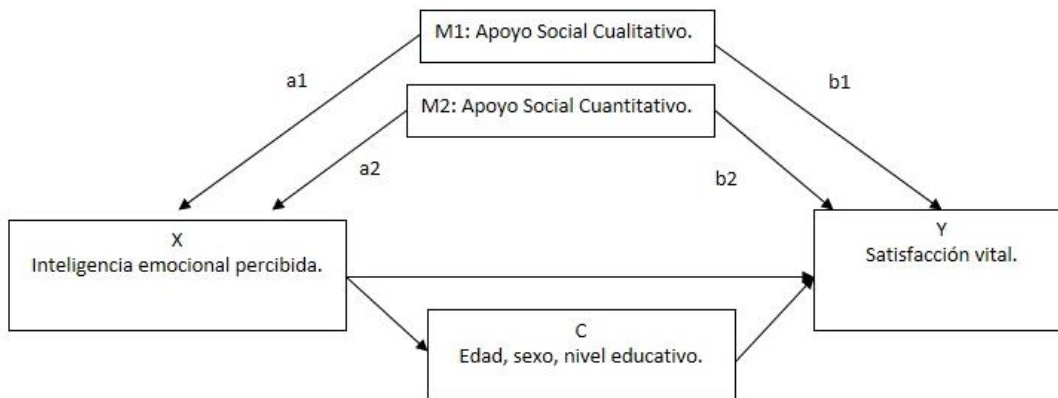 M1: Apoyo Social Cualitativo.
a1
b1
M2: Apoyo Social Cuantitativo.
a2
b2
X
Inteligencia emocional percibida.
Y
Satisfacción vital.
C
Edad, sexo, nivel educativo.